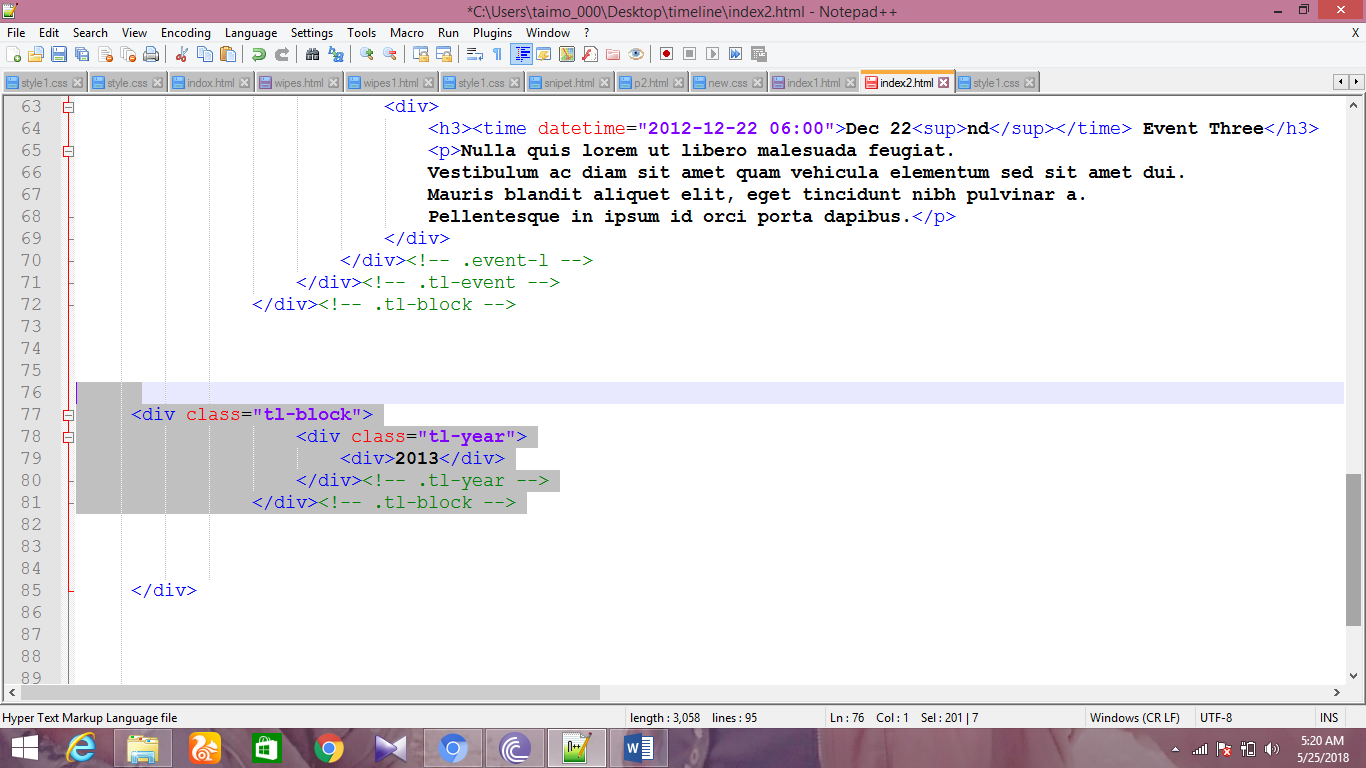 *C:\Users\taimo_000\Desktop\timeline\index2.html - Notepad++
File Edit Search View Encoding Language Settings Tools Macro Run Plugins Window ? X
style1.css style.css indox.html wipes.html wipes1.html style1.css snipet.html p2.html new.css index1.html index2.html style1.css
63 <div>
64 <h3><time datetime="2012-12-22 06:00">Dec 22<sup>nd</sup></time> Event Three</h3>
65 <p>Nulla quis lorem ut libero malesuada feugiat.
66 Vestibulum ac diam sit amet quam vehicula elementum sed sit amet dui.
67 Mauris blandit aliquet elit, eget tincidunt nibh pulvinar a.
68 Pellentesque in ipsum id orci porta dapibus.</p>
69 </div>
70 </div><!-- .event-l -->
71 </div><!-- .tl-event -->
72 </div><!-- .tl-block -->
73
74
75
76
77 <div class="tl-block">
78 <div class="tl-year">
79 <div>2013</div>
80 </div><!-- .tl-year -->
81 </div><!-- .tl-block -->
82
83
84
85 </div>
86
87
88
89
Hyper Text Markup Language file length : 3,058 lines : 95 Ln : 76 Col : 1 Sel : 201 | 7 Windows (CR LF) UTF-8 INS
5:20 AM
5/25/2018